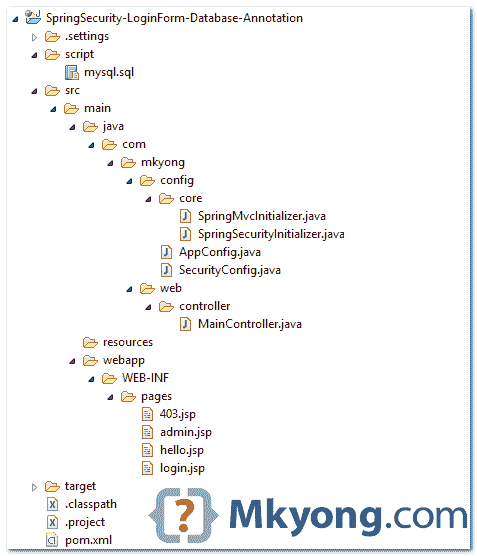 SpringSecurity-LoginForm-Database-Annotation
.settings
script
mysql.sql
src
main
java
com
mkyong
config
core
SpringMvcInitializer.java
SpringSecurityInitializer.java
AppConfig.java
SecurityConfig.java
web
controller
MainController.java
resources
webapp
WEB-INF
pages
403.jsp
admin.jsp
hello.jsp
login.jsp
target
.classpath
.project
pom.xml
{?} Mkyong.com